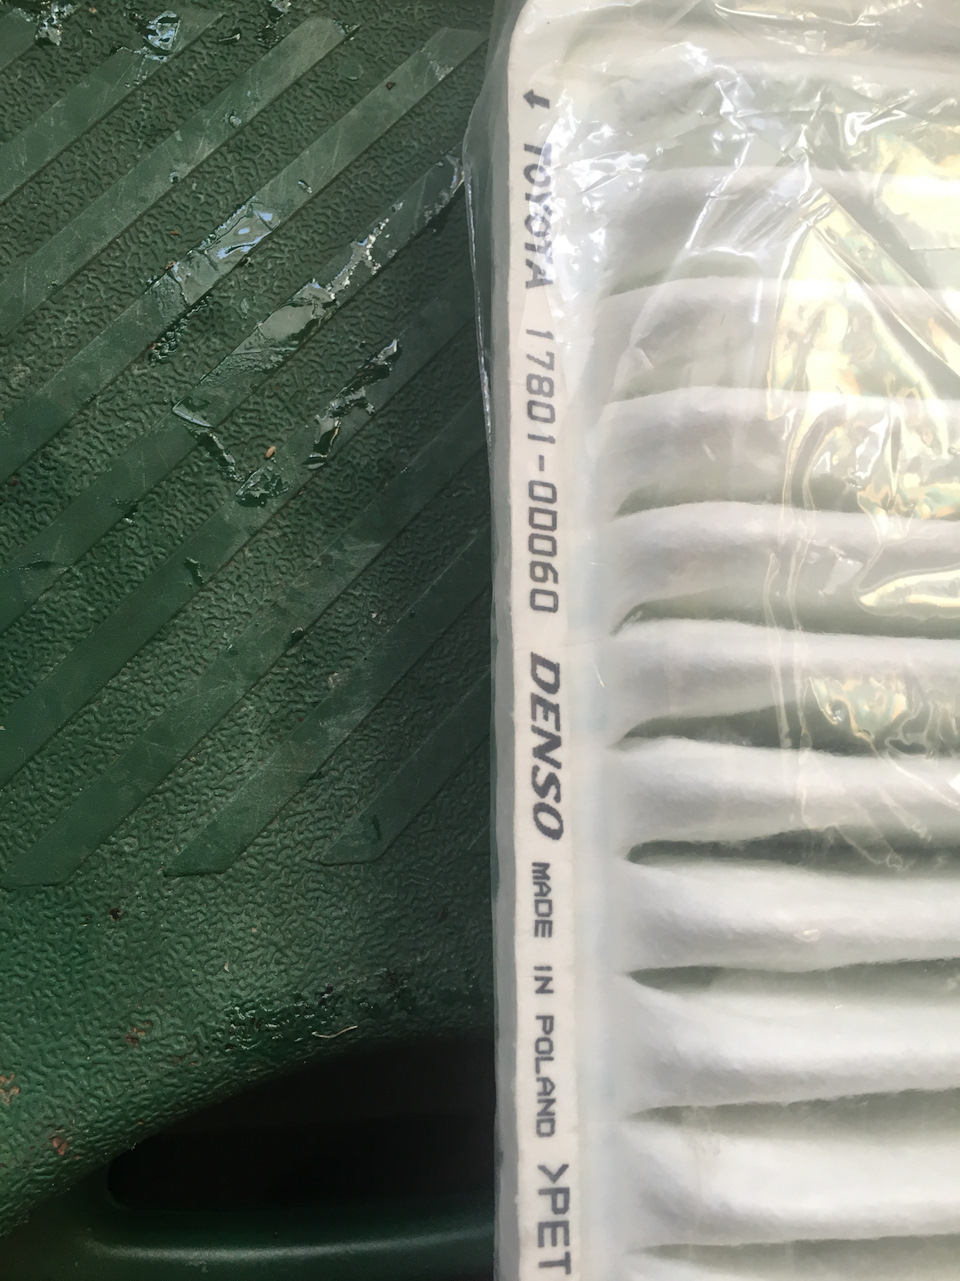 TOYOTA 17801-0D060 DENSO MADE IN POLAND >PET